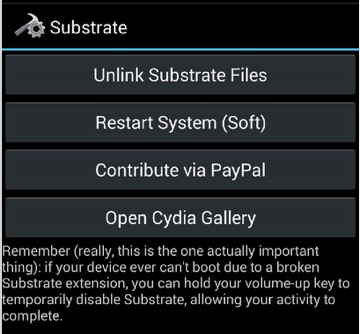 Substrate
Unlink Substrate Files
Restart System (Soft)
Contribute via PayPal
Open Cydia Gallery
Remember (really, this is the one actually important
thing): if your device ever can't boot due to a broken
Substrate extension, you can hold your volume-up key to
temporarily disable Substrate, allowing your activity to
complete.